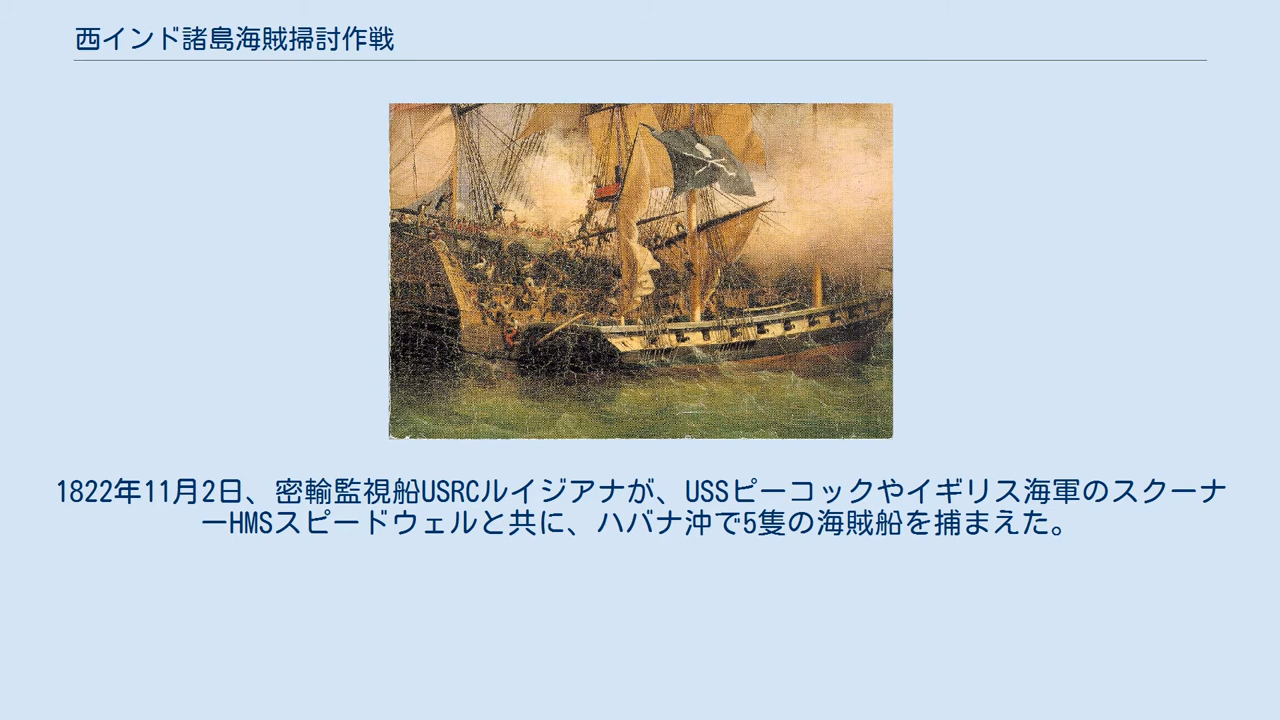 西インド諸島海賊掃討作戦
1822年11月2日、密輸監視船USRCルイジアナが、USSピーコックやイギリス海軍のスクーナ
ーHMSスピードウェルと共に、ハバナ沖で5隻の海賊船を捕まえた。